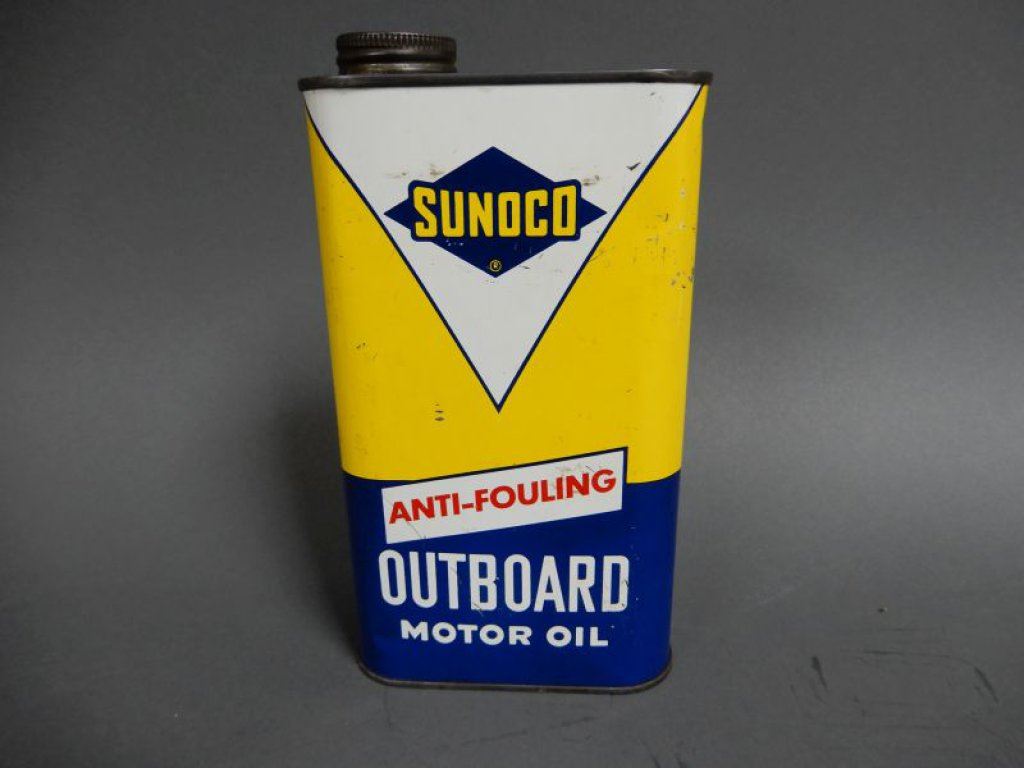 SUNOCO
®
ANTI-FOULING
OUTBOARD
MOTOR OIL